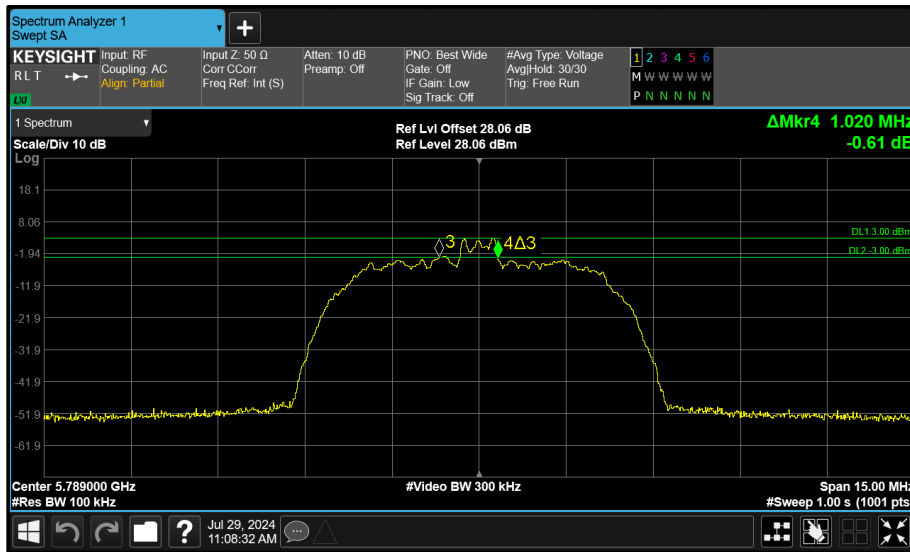 Spectrum Analyzer 1
Swept SA
KEYSIGHT
RLT
LXI
Input: RF
Coupling: AC
Align: Partial
Input Z: 50 Ω
Corr CCorr
Freq Ref: Int (S)
Atten: 10 dB
Preamp: Off
PNO: Best Wide
Gate: Off
IF Gain: Low
Sig Track: Off
#Avg Type: Voltage
Avg|Hold: 30/30
Trig: Free Run
1 2 3 4 5 6
M W W W W W
P N N N N N
1 Spectrum
Scale/Div 10 dB
Ref Lvl Offset 28.06 dB
Ref Level 28.06 dBm
ΔMkr4 1.020 MHz
-0.61 dB
Log
18.1
8.06
-1.94
-11.9
-21.9
-31.9
-41.9
-51.9
-61.9
3
4Δ3
DL1 3.00 dBm
DL2 -3.00 dBm
Center 5.789000 GHz
#Video BW 300 kHz
Span 15.00 MHz
#Res BW 100 kHz
#Sweep 1.00 s (1001 pts
?
Jul 29, 2024
11:08:32 AM